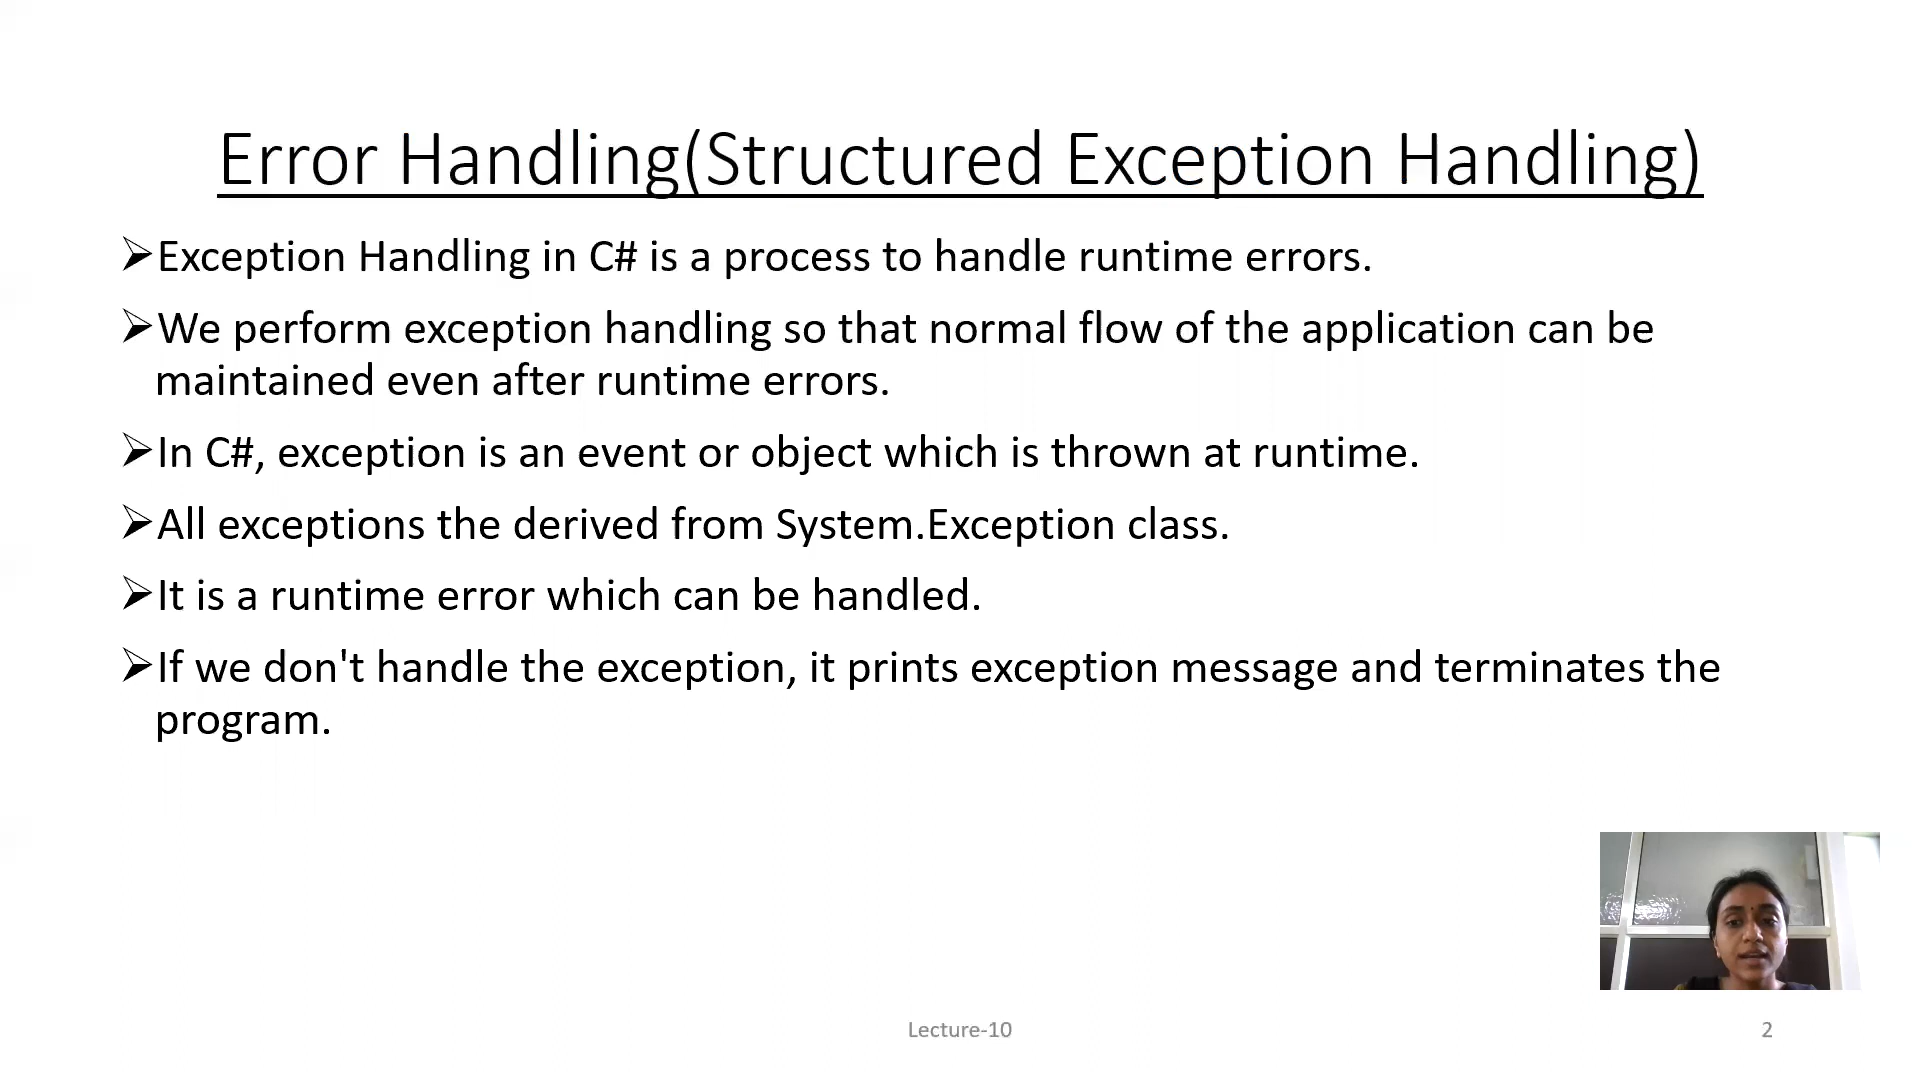 Error Handling(Structured Exception Handling)
➢Exception Handling in C# is a process to handle runtime errors.
➢We perform exception handling so that normal flow of the application can be
maintained even after runtime errors.
➢In C#, exception is an event or object which is thrown at runtime.
➢All exceptions the derived from System.Exception class.
➢It is a runtime error which can be handled.
➢If we don't handle the exception, it prints exception message and terminates the
program.
Lecture-10
2